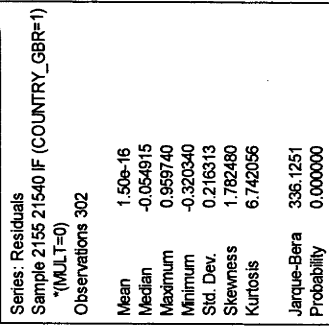 Series: Residuals
Sample 2155 21540 IF (COUNTRY_GBR=1)
*(MULT=0)
Observations 302
Mean 1.50e-16
Median -0.054915
Maximum 0.959740
Minimum -0.320340
Std. Dev. 0.216313
Skewness 1.782480
Kurtosis 6.742056
Jarque-Bera 336.1251
Probability 0.000000